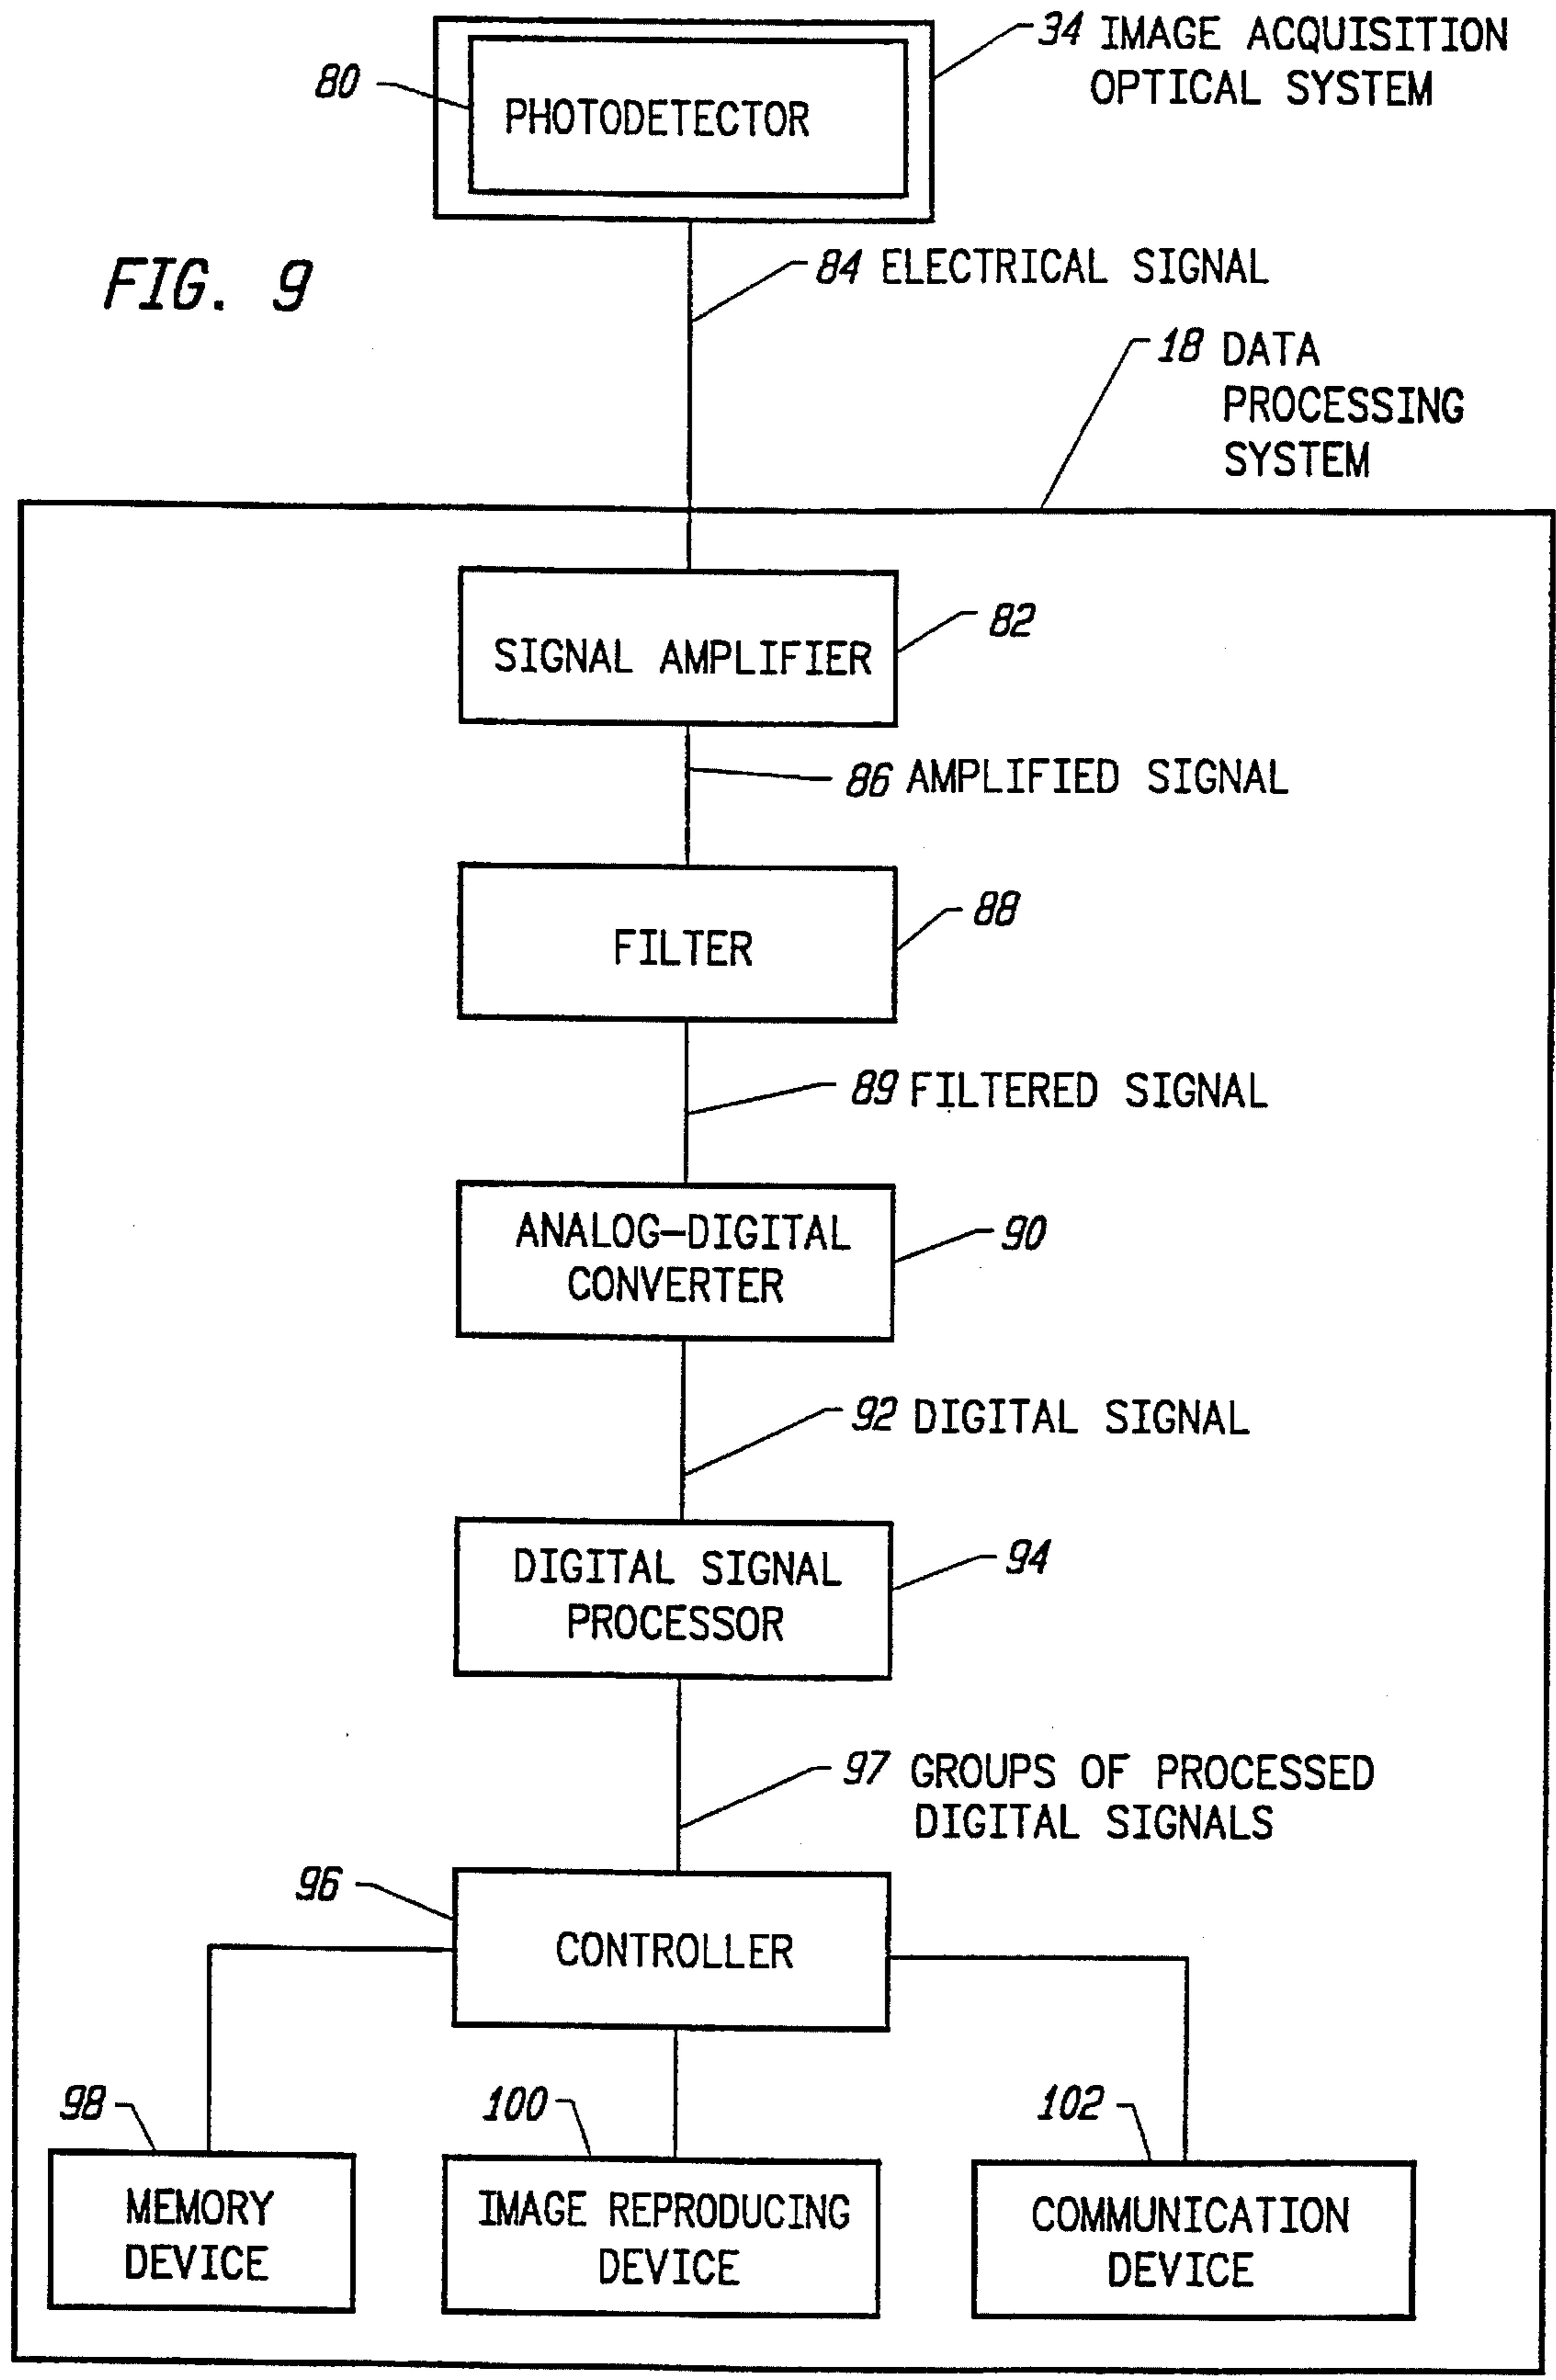 34 IMAGE ACQUISITION
OPTICAL SYSTEM
80
PHOTODETECTOR
FIG. 9
84 ELECTRICAL SIGNAL
18 DATA
PROCESSING
SYSTEM
82
SIGNAL AMPLIFIER
86 AMPLIFIED SIGNAL
88
FILTER
89 FILTERED SIGNAL
90
ANALOG-DIGITAL
CONVERTER
92 DIGITAL SIGNAL
94
DIGITAL SIGNAL
PROCESSOR
97 GROUPS OF PROCESSED
DIGITAL SIGNALS
96
CONTROLLER
98
100
102
MEMORY
DEVICE
IMAGE REPRODUCING
DEVICE
COMMUNICATION
DEVICE